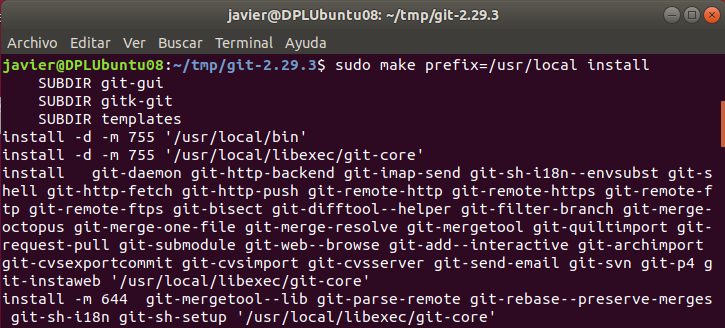 javier@DPLUbuntu08: ~/tmp/git-2.29.3
Archivo Editar Ver Buscar Terminal Ayuda
javier@DPLUbuntu08:~/tmp/git-2.29.3$ sudo make prefix=/usr/local install
    SUBDIR git-gui
    SUBDIR gitk-git
    SUBDIR templates
install -d -m 755 '/usr/local/bin'
install -d -m 755 '/usr/local/libexec/git-core'
install   git-daemon git-http-backend git-imap-send git-sh-i18n--envsubst git-s
hell git-http-fetch git-http-push git-remote-http git-remote-https git-remote-f
tp git-remote-ftps git-bisect git-difftool--helper git-filter-branch git-merge-
octopus git-merge-one-file git-merge-resolve git-mergetool git-quiltimport git-
request-pull git-submodule git-web--browse git-add--interactive git-archimport
git-cvsexportcommit git-cvsimport git-cvsserver git-send-email git-svn git-p4 g
it-instaweb '/usr/local/libexec/git-core'
install -m 644  git-mergetool--lib git-parse-remote git-rebase--preserve-merges
 git-sh-i18n git-sh-setup '/usr/local/libexec/git-core'